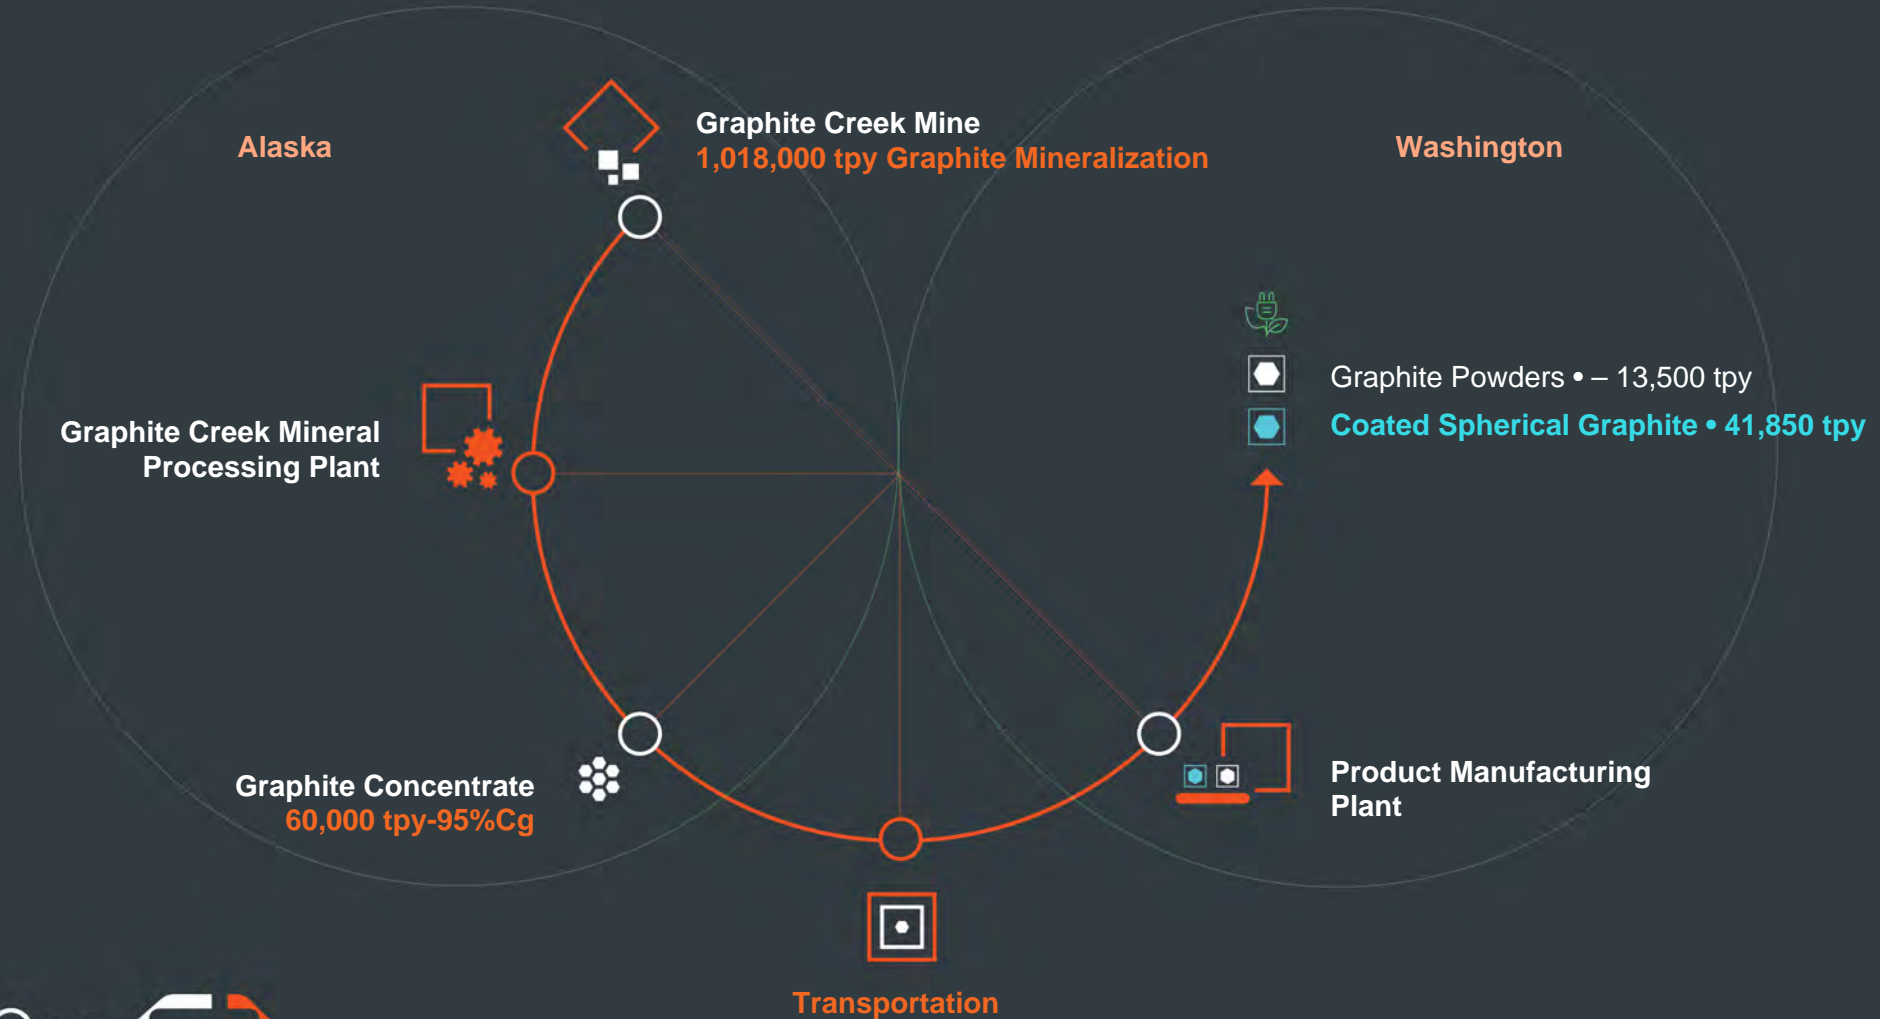 Alaska
Graphite Creek Mine
1,018,000 tpy Graphite Mineralization
Washington
Graphite Powders • – 13,500 tpy
Coated Spherical Graphite • 41,850 tpy
Graphite Creek Mineral
Processing Plant
Graphite Concentrate
60,000 tpy-95%Cg
Product Manufacturing
Plant
Transportation